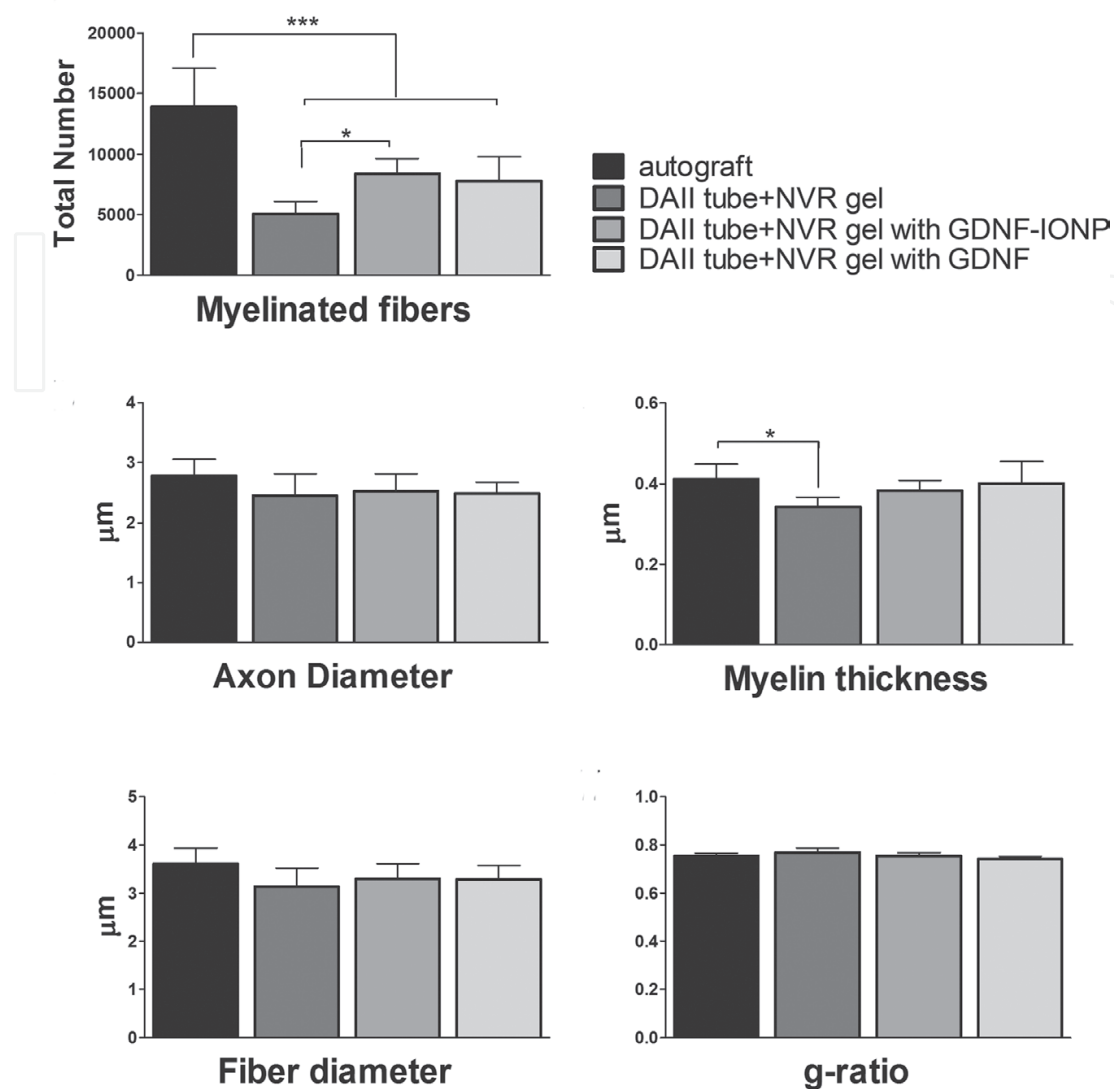 ***
20000
15000
10000
5000
0
Total Number
*
Myelinated fibers
autograft
DAII tube+NVR gel
DAII tube+NVR gel with GDNF-IONP
DAII tube+NVR gel with GDNF
4
3
2
1
0
μm
Axon Diameter
0.6
0.4
0.2
0.0
μm
*
Myelin thickness
5
4
3
2
1
0
μm
Fiber diameter
1.0
0.8
0.6
0.4
0.2
0.0
g-ratio